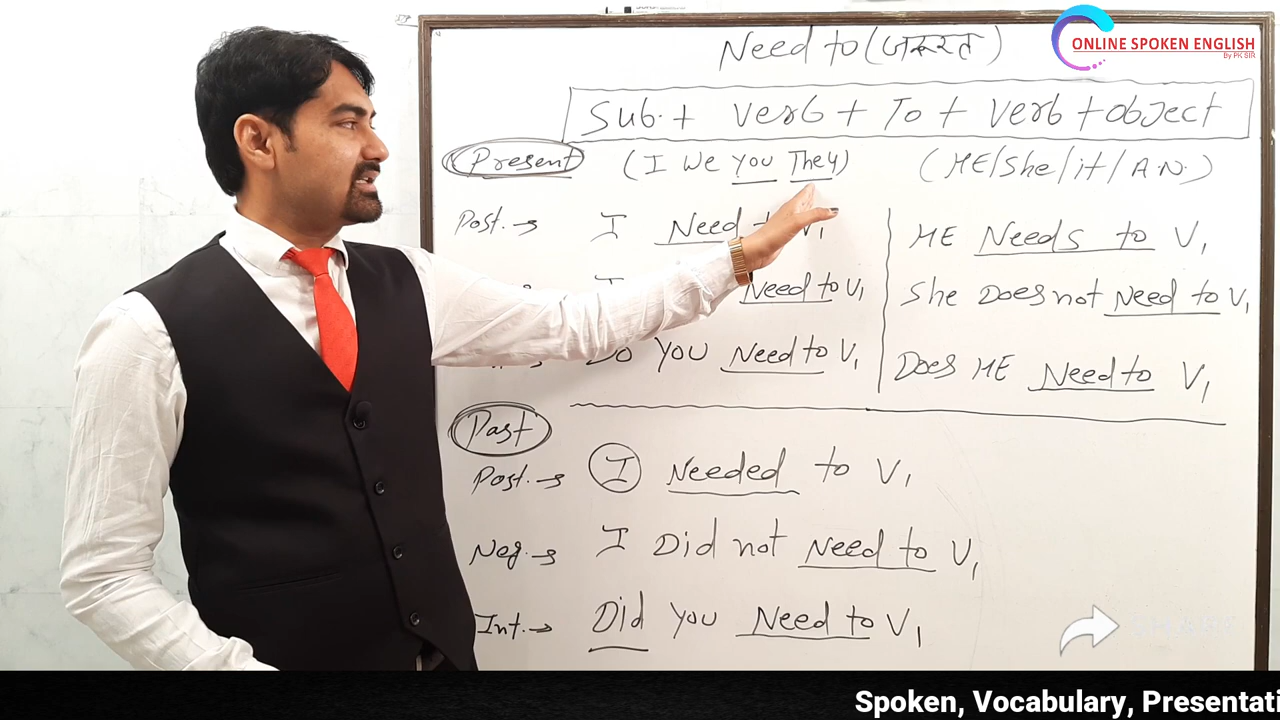 Need to (जरूरत)
ONLINE SPOKEN ENGLISH
By PK SIR
Sub. + Verb + To + Verb + Object
Present (I We You They) (HE/She/it/A.N.)
Post. → I Need V1 HE Needs to V1
I Need to V1 She Does not Need to V1
Do You Need to V1 Does HE Need to V1
Past
Post. → I Needed to V1
Neg. → I Did not Need to V1
Int. → Did You Need to V1
Spoken, Vocabulary, Presentati